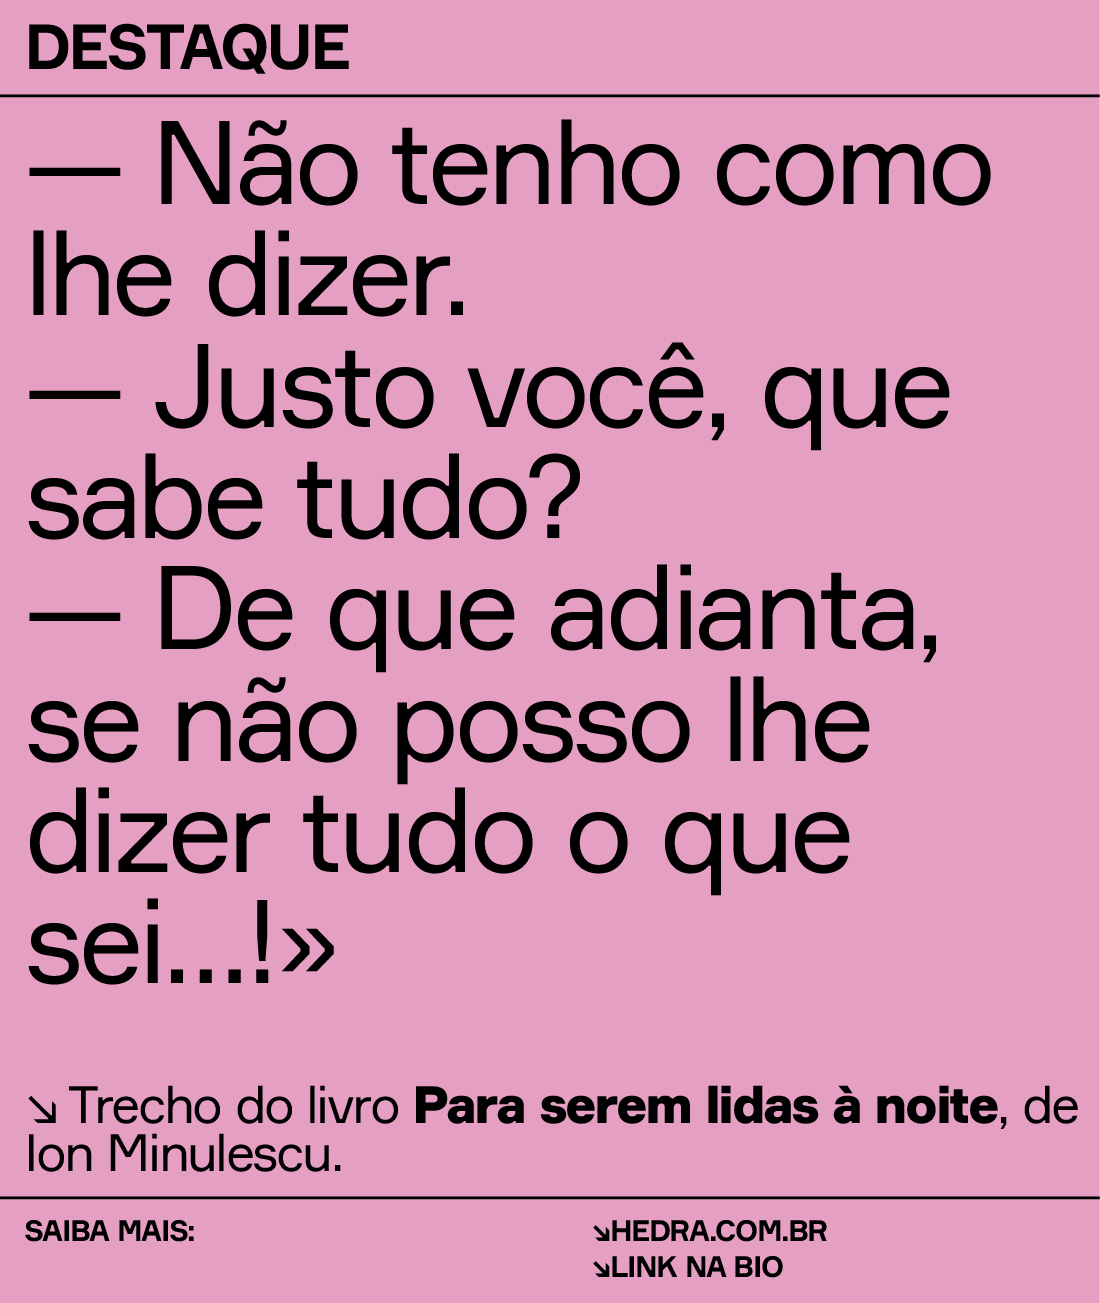 DESTAQUE
— Não tenho como
lhe dizer.
— Justo você, que
sabe tudo?
— De que adianta,
se não posso lhe
dizer tudo o que
sei...!»
↘ Trecho do livro Para serem lidas à noite, de
Ion Minulescu.
SAIBA MAIS:
↘HEDRA.COM.BR
↘LINK NA BIO